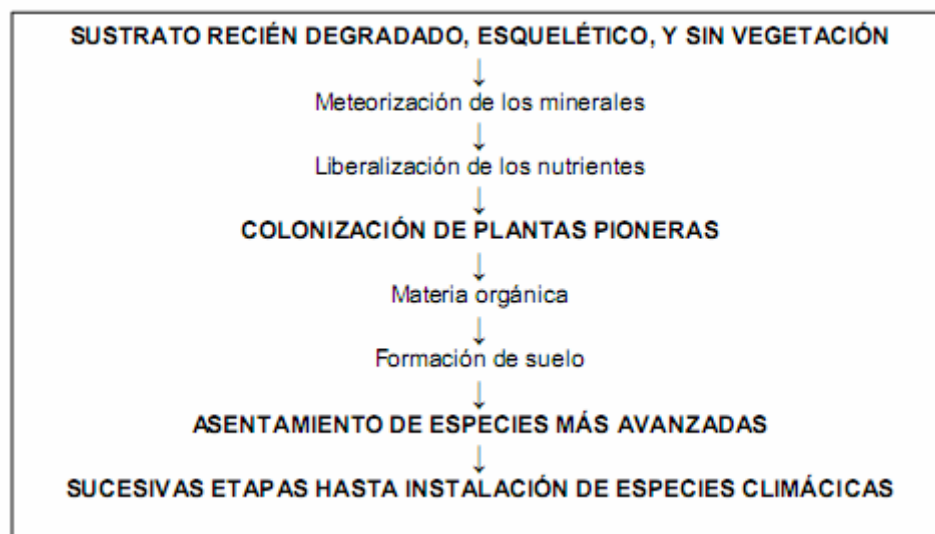 SUSTRATO RECIÉN DEGRADADO, ESQUELÉTICO, Y SIN VEGETACIÓN
↓
Meteorización de los minerales
↓
Liberalización de los nutrientes
↓
COLONIZACIÓN DE PLANTAS PIONERAS
↓
Materia orgánica
↓
Formación de suelo
↓
ASENTAMIENTO DE ESPECIES MÁS AVANZADAS
↓
SUCESIVAS ETAPAS HASTA INSTALACIÓN DE ESPECIES CLIMÁCICAS